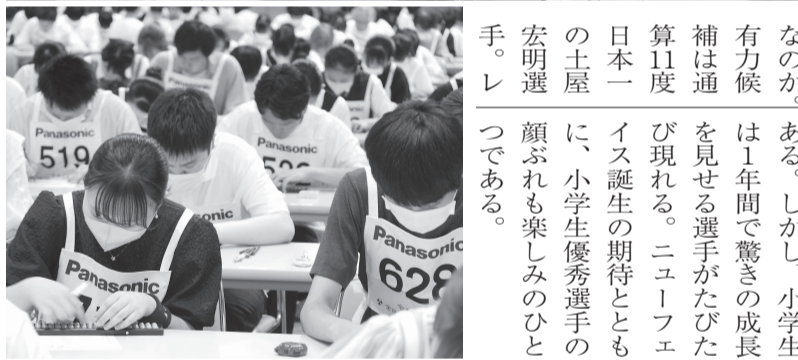 なのか。
有力候
補は通
算11度
日本一
の土屋
宏明選
手。レ
ある。しかし、小学生
は1年間で驚きの成長
を見せる選手がたびた
び現れる。ニューフェ
イス誕生の期待ととも
に、小学生優秀選手の
顔ぶれも楽しみのひと
つである。
Panasonic
519
Panasonic
Panasonic
628
Panasonic